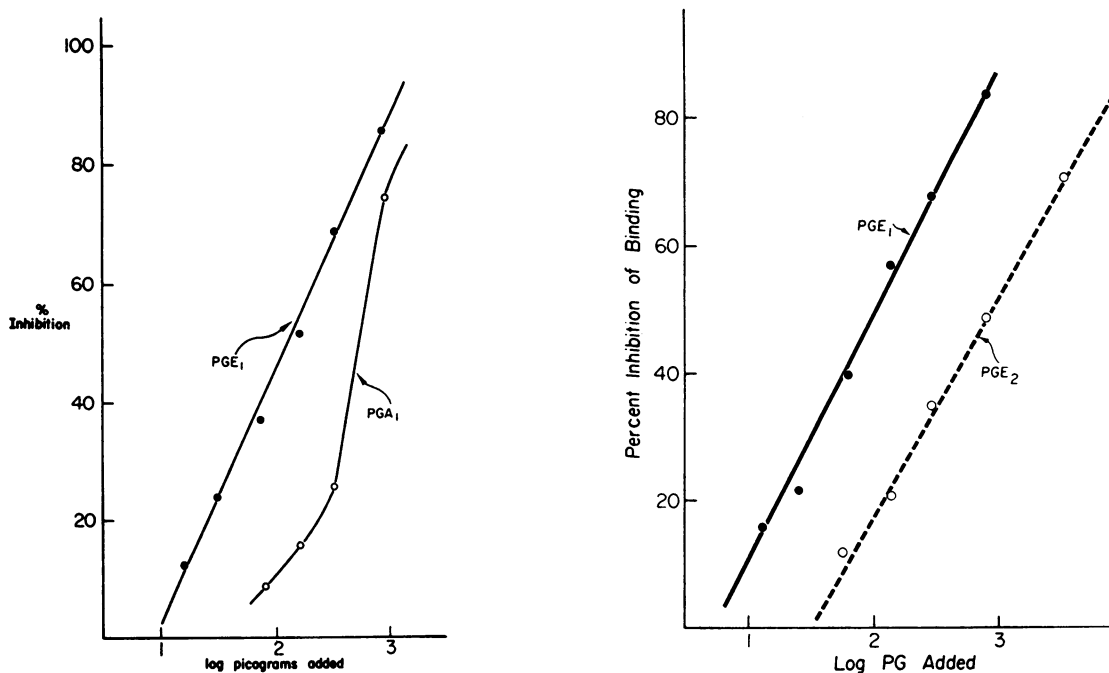 100
80
60
%
Inhibition
40
20
PGE₁
PGA₁
1
2
3
log picograms added
80
60
40
20
Percent Inhibition of Binding
PGE₁
PGE₂
1
2
3
Log PG Added